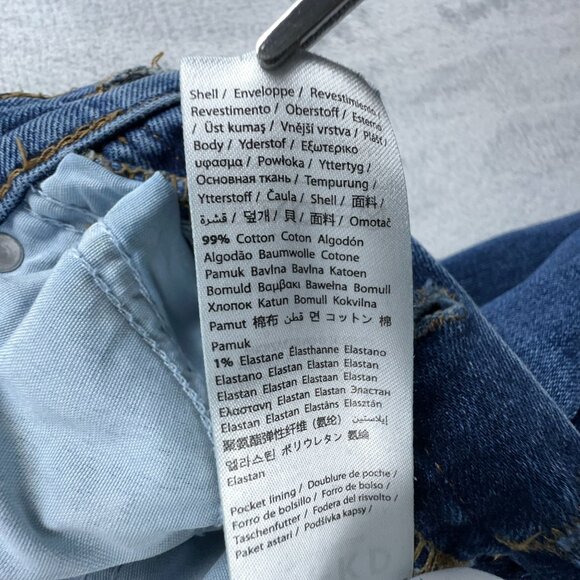 Shell / Enveloppe / Revestimiento /
Revestimento / Oberstoff / Esterno
/ Üst kumaş / Vnější vrstva / Plášť /
Body / Yderstof / Εξωτερικο
υφασμα / Powłoka / Yttertyg /
Основная ткань / Tempurung /
Ytterstoff / Čaula / Shell / 面料 /
قشرة / 덮개 / 貝 / 面料 / Omotač
99% Cotton Coton Algodón
Algodão Baumwolle Cotone
Pamuk Bavlna Bavlna Katoen
Bomuld Βαμβακι Bawełna Bomull
Хлопок Katun Bomull Kokvilna
Pamut 棉布 قطن 면 コットン 棉
Pamuk
1% Elastane Élasthanne Elastano
Elastano Elastan Elastan Elastan
Elastan Elastan Elastaan Elastan
Ελαστανη Elastan Elastan Эластан
Elastan Elastan Elastāns Elasztán
聚氨酯弹性纤维 (氨纶) إيلاستين
엘라스틴 ポリウレタン 氨纶
Elastan
Pocket lining / Doublure de poche /
Forro de bolsillo / Forro de bolso /
Taschenfutter / Fodera del risvolto /
Paket astari / Podšívka kapsy /